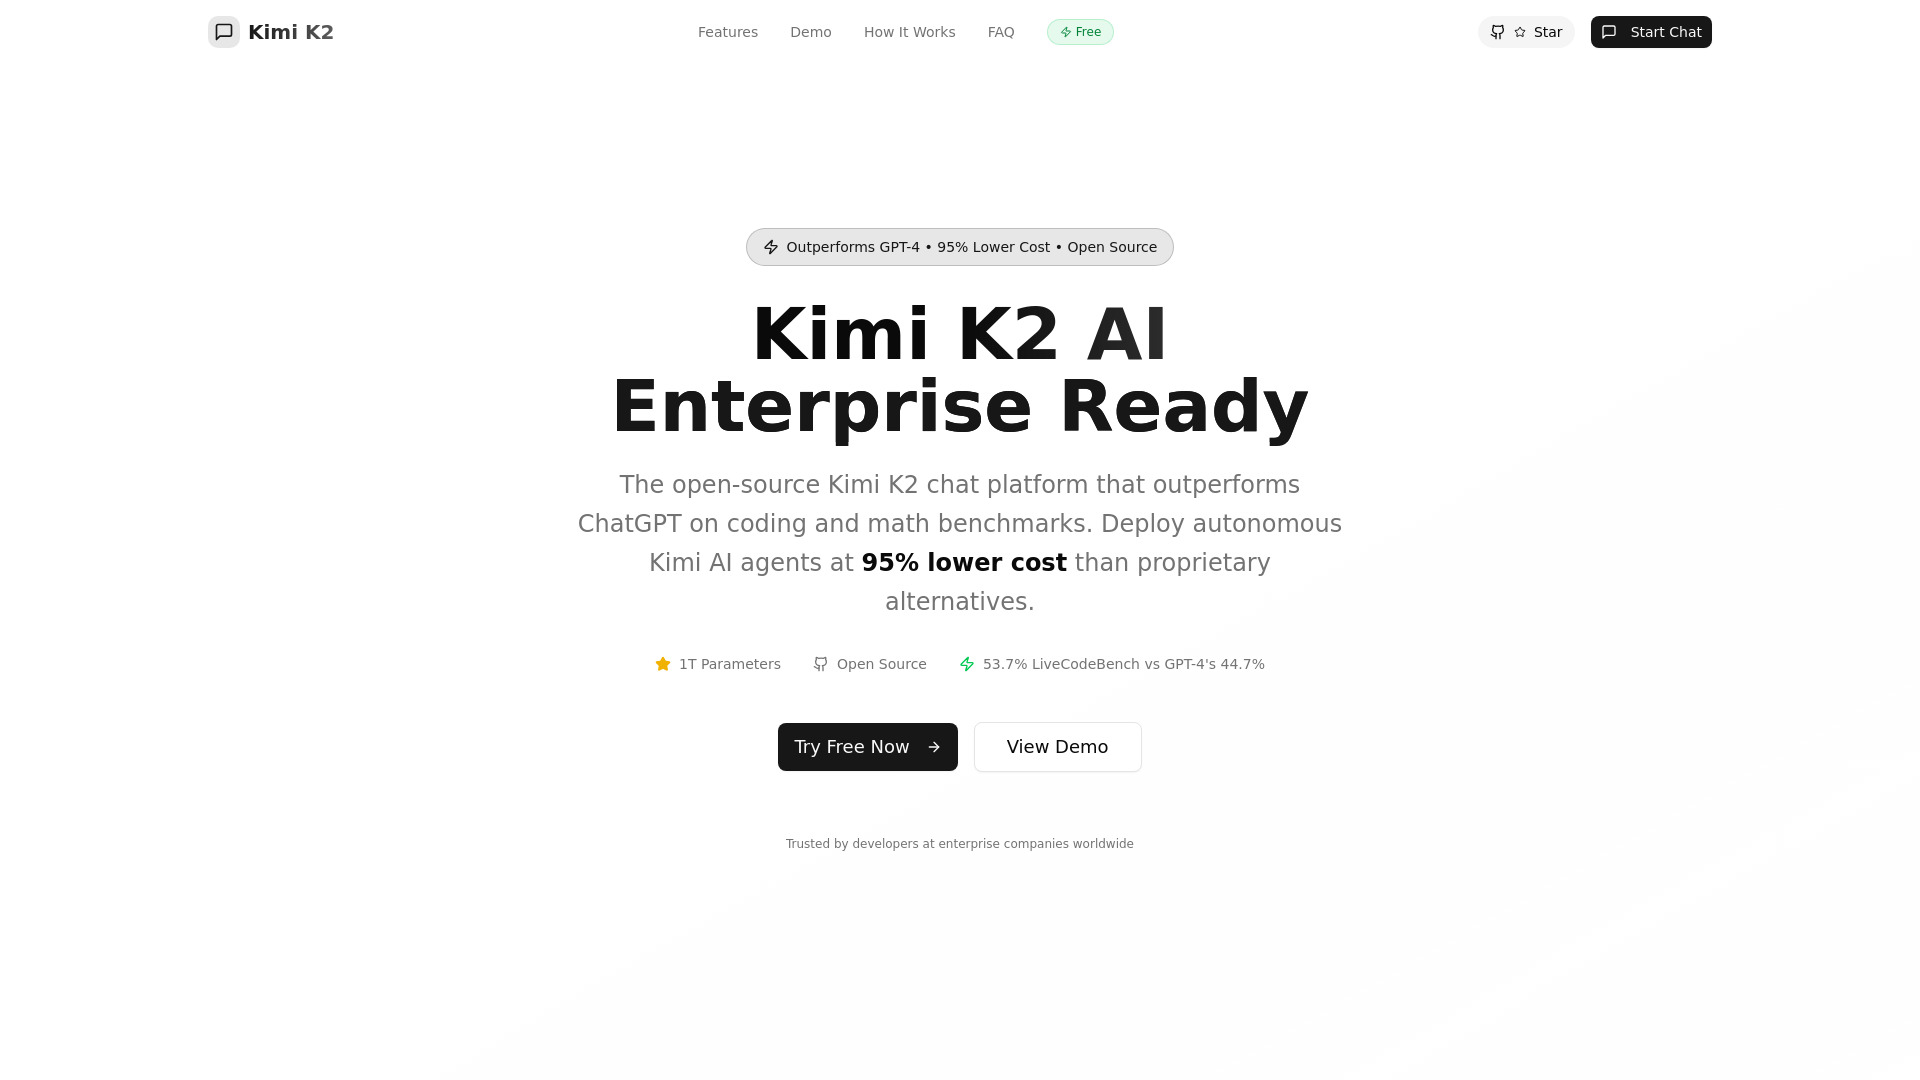 Kimi K2
Features
Demo
How It Works
FAQ
Free
Star
Start Chat
Outperforms GPT-4 • 95% Lower Cost • Open Source
Kimi K2 AI
Enterprise Ready
The open-source Kimi K2 chat platform that outperforms
ChatGPT on coding and math benchmarks. Deploy autonomous
Kimi AI agents at 95% lower cost than proprietary
alternatives.
1T Parameters
Open Source
53.7% LiveCodeBench vs GPT-4's 44.7%
Try Free Now
View Demo
Trusted by developers at enterprise companies worldwide